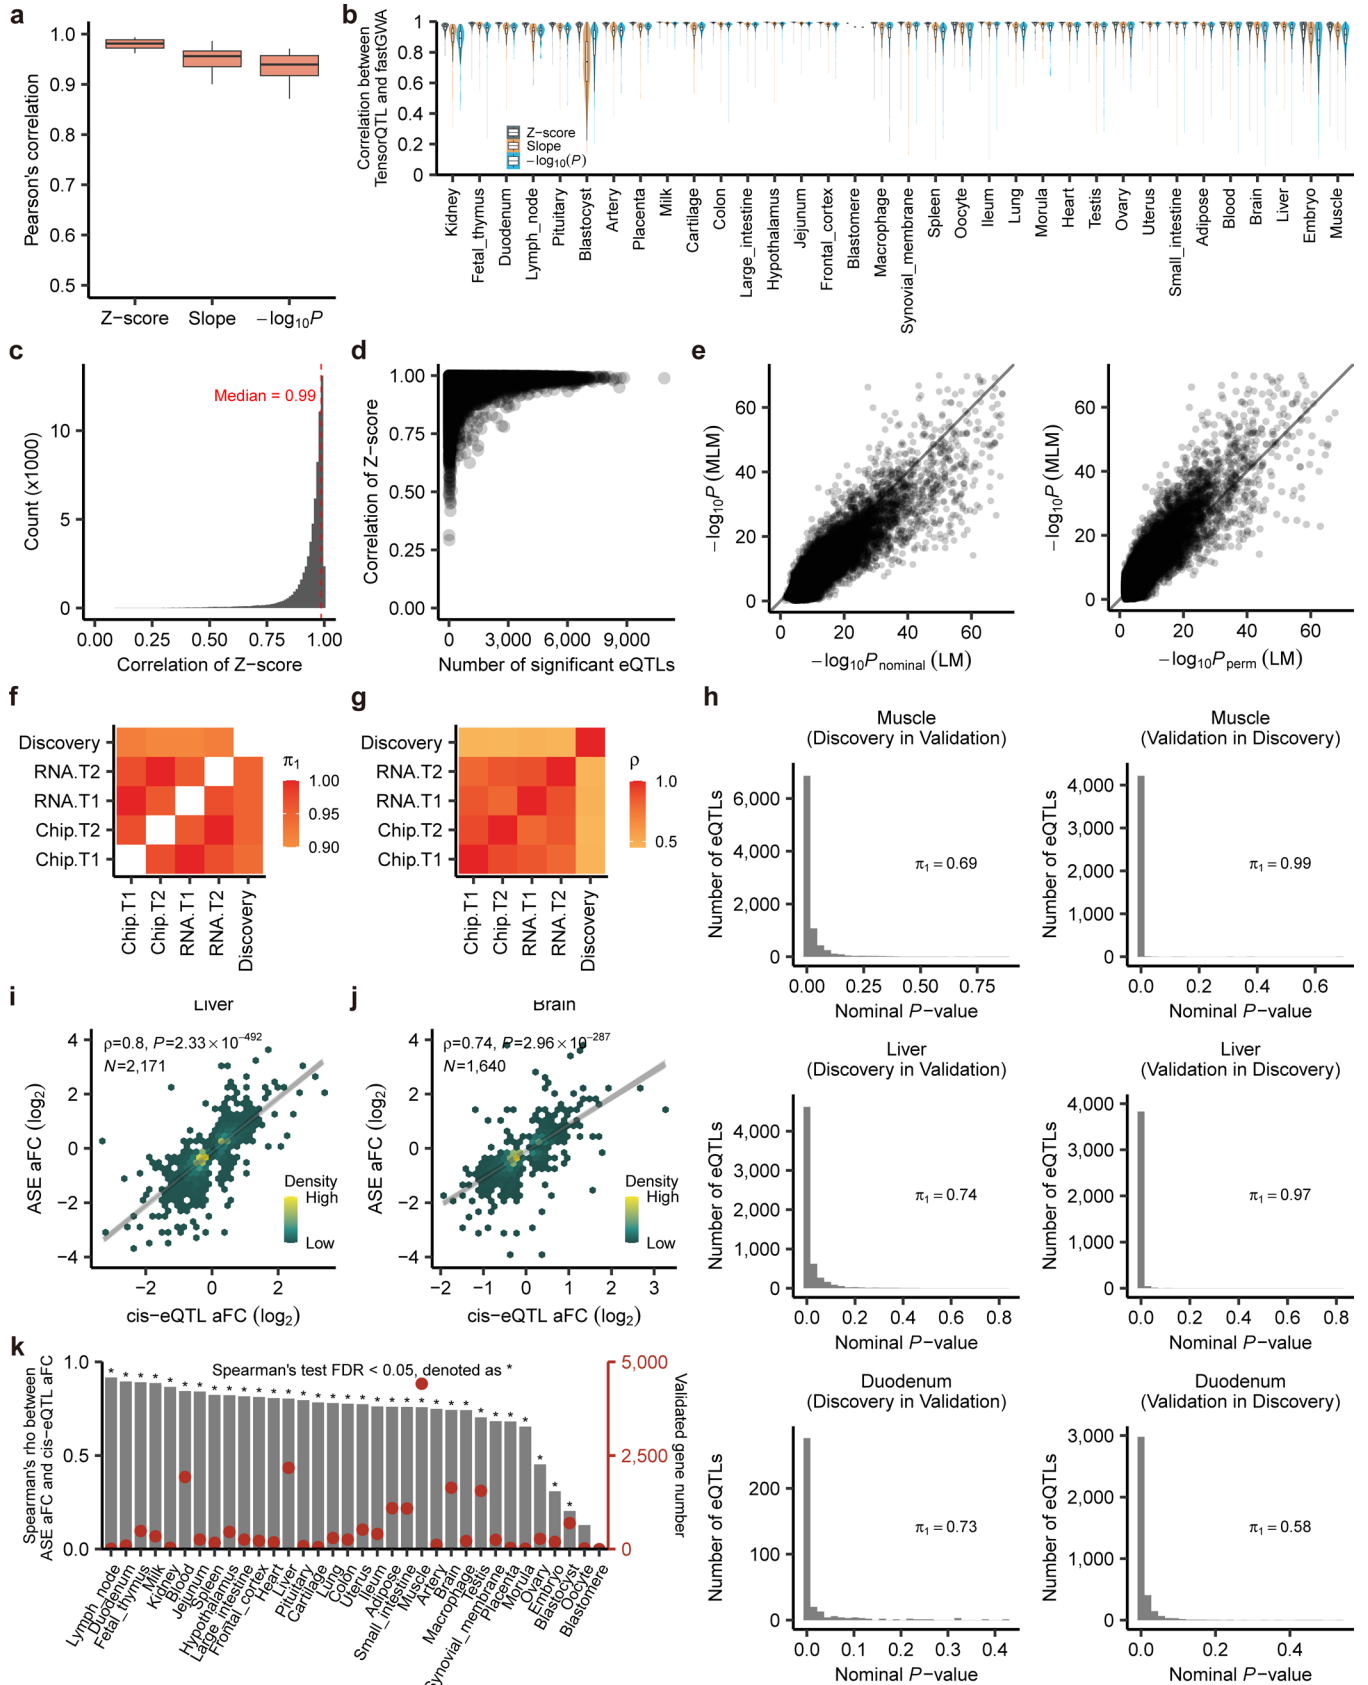 a
Pearson's correlation
1.0
0.9
0.8
0.7
0.6
0.5
Z−score
Slope
−log10P
b
Correlation between
TensorQTL and fastGWA
1
0.8
0.6
0.4
0.2
0
Z−score
Slope
−log10(P)
Kidney
Fetal_thymus
Duodenum
Lymph_node
Pituitary
Blastocyst
Artery
Placenta
Milk
Cartilage
Colon
Large_intestine
Hypothalamus
Jejunum
Frontal_cortex
Blastomere
Macrophage
Synovial_membrane
Spleen
Oocyte
Ileum
Lung
Morula
Heart
Testis
Ovary
Uterus
Small_intestine
Adipose
Blood
Brain
Liver
Embryo
Muscle
c
Count (x1000)
10
5
0
Median = 0.99
0.00 0.25 0.50 0.75 1.00
Correlation of Z−score
d
Correlation of Z−score
1.00
0.75
0.50
0.25
0.00
0 3,000 6,000 9,000
Number of significant eQTLs
e
−log10P (MLM)
60
40
20
0
0 20 40 60
−log10Pnominal (LM)
−log10P (MLM)
60
40
20
0
0 20 40 60
−log10Pperm (LM)
f
Discovery
RNA.T2
RNA.T1
Chip.T2
Chip.T1
Chip.T1
Chip.T2
RNA.T1
RNA.T2
Discovery
π1
1.00
0.95
0.90
g
Discovery
RNA.T2
RNA.T1
Chip.T2
Chip.T1
Chip.T1
Chip.T2
RNA.T1
RNA.T2
Discovery
ρ
1.0
0.5
h
Muscle
(Discovery in Validation)
Number of eQTLs
6,000
4,000
2,000
0
π1 = 0.69
0.00 0.25 0.50 0.75
Nominal P−value
Muscle
(Validation in Discovery)
Number of eQTLs
4,000
3,000
2,000
1,000
0
π1 = 0.99
0.0 0.2 0.4 0.6
Nominal P−value
Liver
(Discovery in Validation)
Number of eQTLs
4,000
3,000
2,000
1,000
0
π1 = 0.74
0.0 0.2 0.4 0.6 0.8
Nominal P−value
Liver
(Validation in Discovery)
Number of eQTLs
4,000
3,000
2,000
1,000
0
π1 = 0.97
0.0 0.2 0.4 0.6 0.8
Nominal P−value
Duodenum
(Discovery in Validation)
Number of eQTLs
200
100
0
π1 = 0.73
0.0 0.1 0.2 0.3 0.4
Nominal P−value
Duodenum
(Validation in Discovery)
Number of eQTLs
3,000
2,000
1,000
0
π1 = 0.58
0.0 0.2 0.4
Nominal P−value
i
Liver
ρ=0.8, P=2.33×10−492
N=2,171
ASE aFC (log2)
4
2
0
−2
−4
Density
High
Low
−2 0 2
cis−eQTL aFC (log2)
j
Brain
ρ=0.74, P=2.96×10−287
N=1,640
ASE aFC (log2)
4
2
0
−2
−4
Density
High
Low
−2 −1 0 1 2 3
cis−eQTL aFC (log2)
k
Spearman's test FDR < 0.05, denoted as *
Spearman's rho between
ASE aFC and cis−eQTL aFC
1.0
0.5
0.0
* * * * * * * * * * * * * * * * * * * * * * * * * * * * * * * *
5,000
2,500
0
Validated gene number
Lymph_node
Duodenum
Fetal_thymus
Milk
Kidney
Blood
Jejunum
Spleen
Hypothalamus
Large_intestine
Frontal_cortex
Heart
Liver
Pituitary
Cartilage
Lung
Colon
Uterus
Ileum
Adipose
Small_intestine
Muscle
Artery
Brain
Macrophage
Testis
Synovial_membrane
Placenta
Morula
Ovary
Embryo
Blastocyst
Oocyte
Blastomere